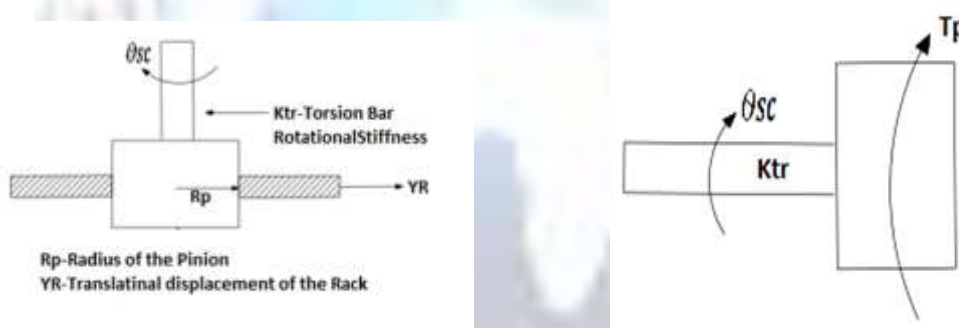 θsc
Ktr-Torsion Bar
RotationalStiffness
Rp
YR
Rp-Radius of the Pinion
YR-Translatinal displacement of the Rack
θsc
Ktr